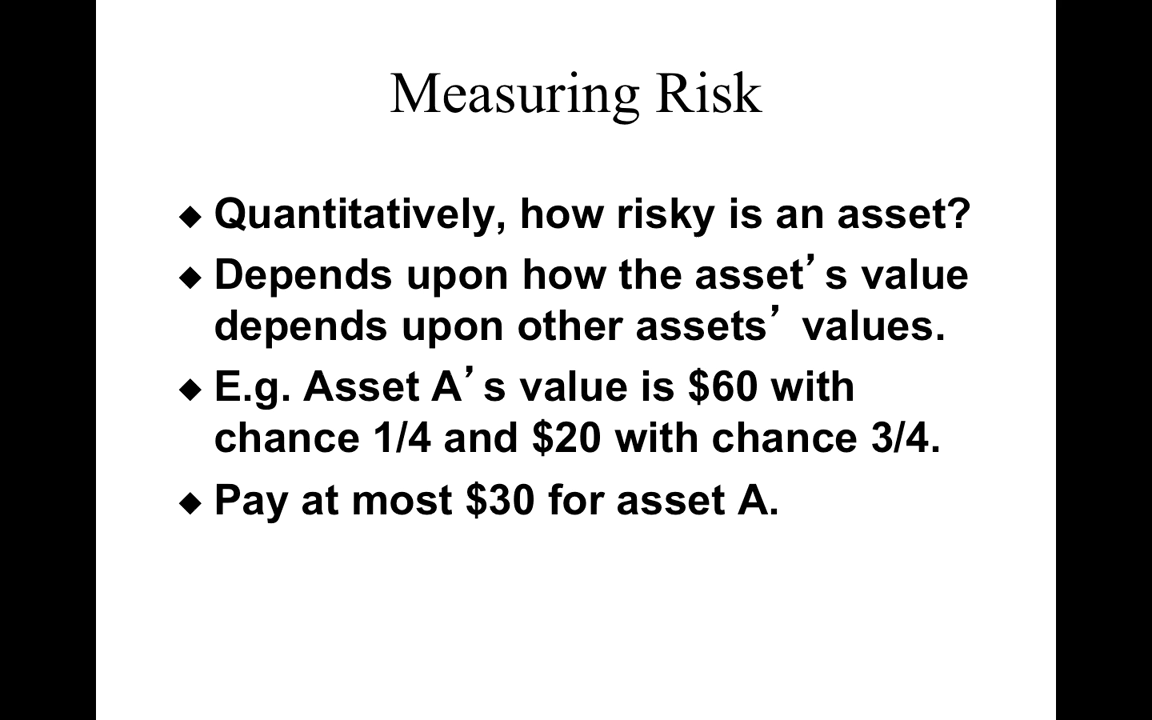 Measuring Risk
◆ Quantitatively, how risky is an asset?
◆ Depends upon how the asset’s value
depends upon other assets’ values.
◆ E.g. Asset A’s value is $60 with
chance 1/4 and $20 with chance 3/4.
◆ Pay at most $30 for asset A.